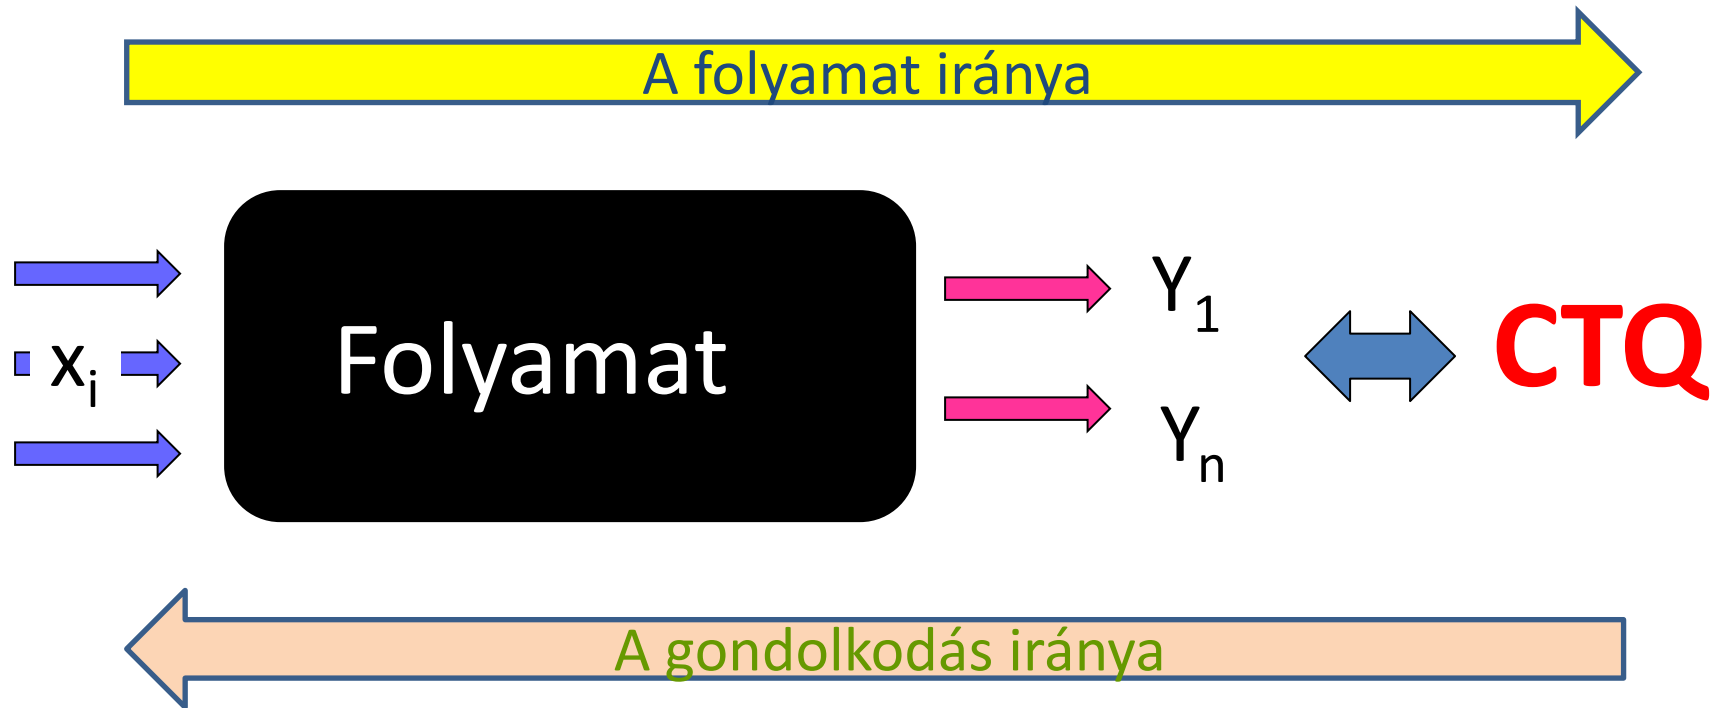 A folyamat iránya
Folyamat
xi
Y1
Yn
CTQ
A gondolkodás iránya